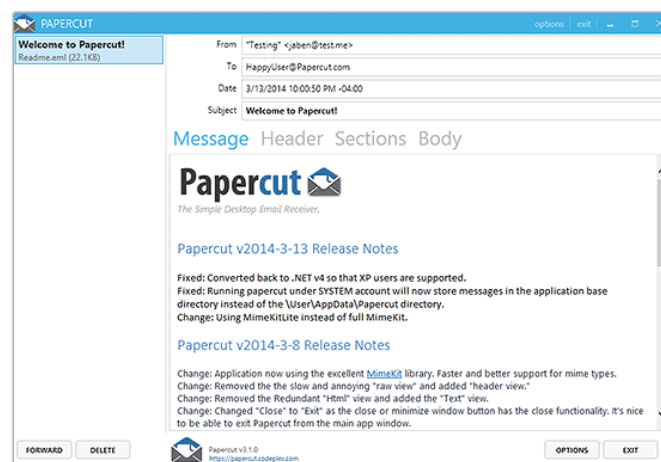 PAPERCUT
options exit
Welcome to Papercut!
Readme.eml (22.1KB)
From "Testing" <jaben@test.me>
To HappyUser@Papercut.com
Date 3/13/2014 10:00:50 PM -04:00
Subject Welcome to Papercut!
Message Header Sections Body
Papercut
The Simple Desktop Email Receiver.
Papercut v2014-3-13 Release Notes
Fixed: Converted back to .NET v4 so that XP users are supported.
Fixed: Running papercut under SYSTEM account will now store messages in the application base
directory instead of the \User\AppData\Papercut directory.
Change: Using MimeKitLite instead of full MimeKit.
Papercut v2014-3-8 Release Notes
Change: Application now using the excellent MimeKit library. Faster and better support for mime types.
Change: Removed the the slow and annoying "raw view" and added "header view."
Change: Removed the Redundant "Html" view and added the "Text" view.
Change: Changed "Close" to "Exit" as the close or minimize window button has the close functionality. It's nice
to be able to exit Papercut from the main app window.
FORWARD DELETE
Papercut v3.1.0
https://papercut.codeplex.com
OPTIONS EXIT